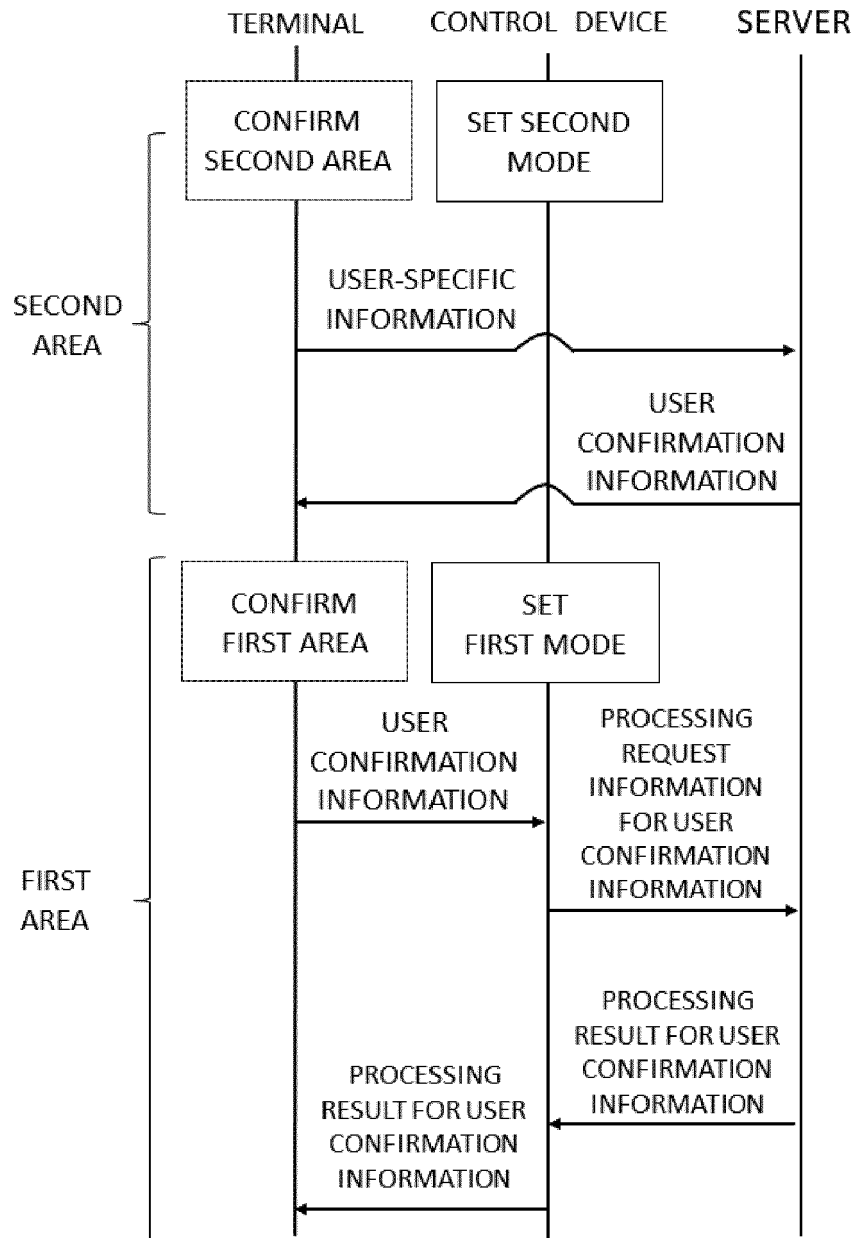 TERMINAL CONTROL DEVICE SERVER
CONFIRM
SECOND AREA
SET SECOND
MODE
SECOND
AREA
USER-SPECIFIC
INFORMATION
USER
CONFIRMATION
INFORMATION
CONFIRM
FIRST AREA
SET
FIRST MODE
FIRST
AREA
USER
CONFIRMATION
INFORMATION
PROCESSING
REQUEST
INFORMATION
FOR USER
CONFIRMATION
INFORMATION
PROCESSING
RESULT FOR USER
CONFIRMATION
INFORMATION
PROCESSING
RESULT FOR USER
CONFIRMATION
INFORMATION